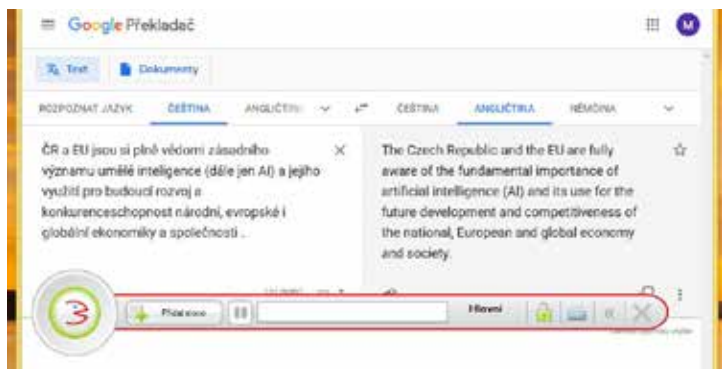 Google Překladač
M
Text Dokumenty
ROZPOZNAT JAZYK ČEŠTINA ANGLIČTINA ČEŠTINA ANGLIČTINA NĚMČINA
ČR a EU jsou si plně vědomi zásadního
významu umělé inteligence (dále jen AI) a jejího
využití pro budoucí rozvoj a
konkurenceschopnost národní, evropské i
globální ekonomiky a společnosti .
The Czech Republic and the EU are fully
aware of the fundamental importance of
artificial intelligence (AI) and its use for the
future development and competitiveness of
the national, European and global economy
and society.
Hlavní